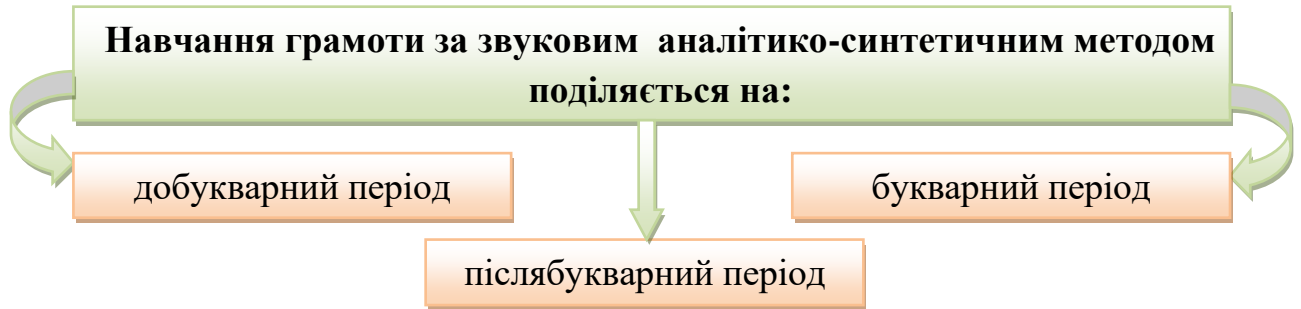 Навчання грамоти за звуковим аналітико-синтетичним методом
поділяється на:
добукварний період
букварний період
післябукварний період